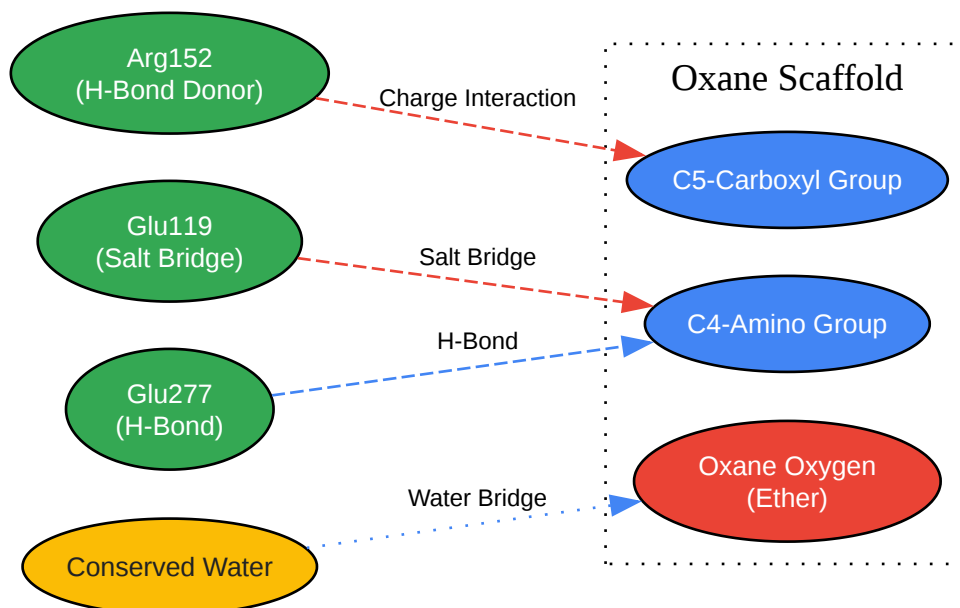 Arg152
(H-Bond Donor)
Charge Interaction
Oxane Scaffold
C5-Carboxyl Group
Glu119
(Salt Bridge)
Salt Bridge
C4-Amino Group
H-Bond
Glu277
(H-Bond)
Oxane Oxygen
(Ether)
Water Bridge
Conserved Water